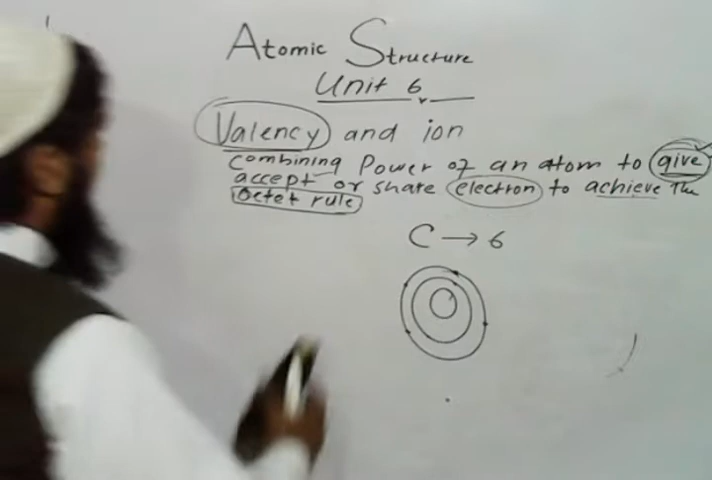 Atomic Structure
Unit 6
Valency and ion
Combining Power of an atom to give
accept or share electron to achieve The
Octet rule
C → 6